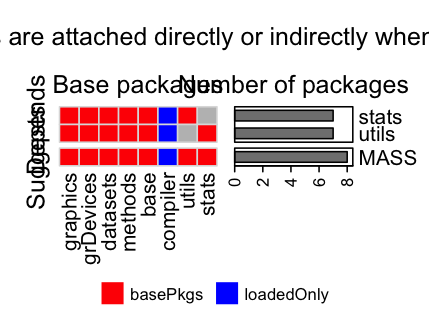 are attached directly or indirectly wher
Base packages
Number of packages
Depends
Suggests
stats
utils
MASS
graphics
grDevices
datasets
methods
base
compiler
utils
stats
0
2
4
6
8
basePkgs
loadedOnly